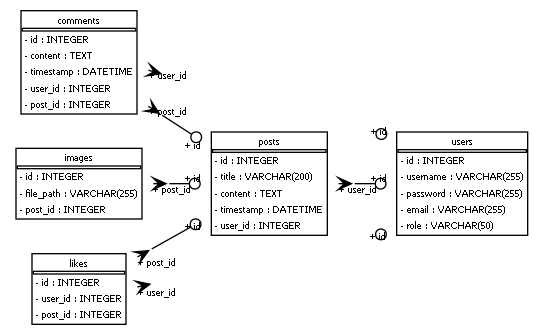 comments
- id : INTEGER
- content : TEXT
- timestamp : DATETIME
- user_id : INTEGER
- post_id : INTEGER
+ user_id
+ post_id
+ id
images
- id : INTEGER
- file_path : VARCHAR(255)
- post_id : INTEGER
+ post_id
+ id
likes
- id : INTEGER
- user_id : INTEGER
- post_id : INTEGER
+ post_id
+ id
+ user_id
posts
- id : INTEGER
- title : VARCHAR(200)
- content : TEXT
- timestamp : DATETIME
- user_id : INTEGER
+ user_id
+ id
+ id
+ id
users
- id : INTEGER
- username : VARCHAR(255)
- password : VARCHAR(255)
- email : VARCHAR(255)
- role : VARCHAR(50)